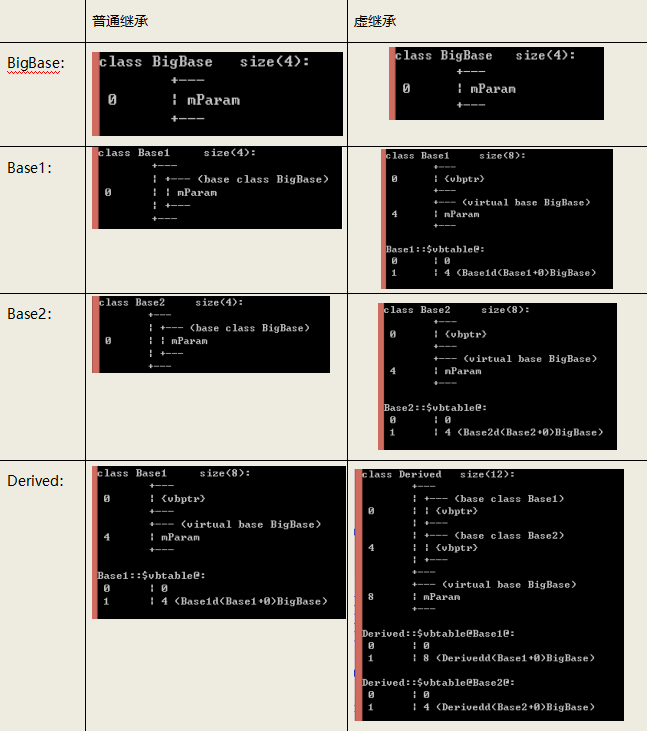 普通继承
虚继承
BigBase:
class BigBase   size(4):
        +---
 0      | mParam
        +---
class BigBase   size(4):
        +---
 0      | mParam
        +---
Base1:
class Base1     size(4):
        +---
        | +--- (base class BigBase)
 0      | | mParam
        | +---
        +---
class Base1     size(8):
        +---
 0      | {vbptr}
        +---
        +--- (virtual base BigBase)
 4      | mParam
        +---
Base1::$vbtable@:
 0      | 0
 1      | 4 (Base1d(Base1+0)BigBase)
Base2:
class Base2     size(4):
        +---
        | +--- (base class BigBase)
 0      | | mParam
        | +---
        +---
class Base2     size(8):
        +---
 0      | {vbptr}
        +---
        +--- (virtual base BigBase)
 4      | mParam
        +---
Base2::$vbtable@:
 0      | 0
 1      | 4 (Base2d(Base2+0)BigBase)
Derived:
class Base1     size(8):
        +---
 0      | {vbptr}
        +---
        +--- (virtual base BigBase)
 4      | mParam
        +---
Base1::$vbtable@:
 0      | 0
 1      | 4 (Base1d(Base1+0)BigBase)
class Derived   size(12):
        +---
        | +--- (base class Base1)
 0      | | {vbptr}
        | +---
        | +--- (base class Base2)
 4      | | {vbptr}
        | +---
        +---
        +--- (virtual base BigBase)
 8      | mParam
        +---
Derived::$vbtable@Base1@:
 0      | 0
 1      | 8 (Derivedd(Base1+0)BigBase)
Derived::$vbtable@Base2@:
 0      | 0
 1      | 4 (Derivedd(Base2+0)BigBase)